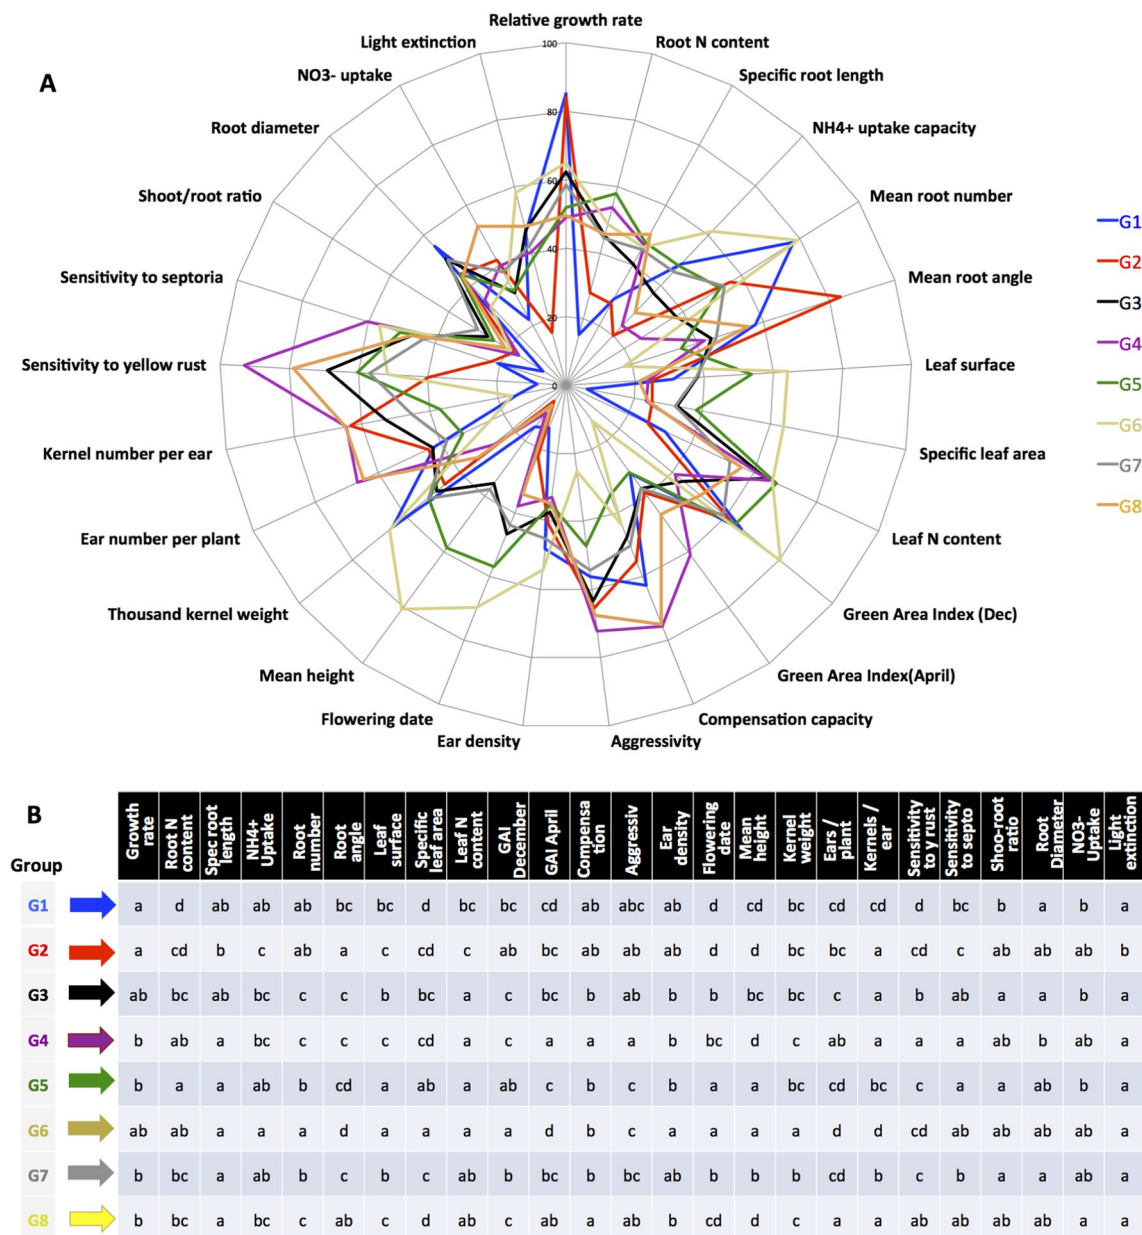 A
Relative growth rate
Light extinction
Root N content
NO3- uptake
Specific root length
Root diameter
NH4+ uptake capacity
Shoot/root ratio
Mean root number
Sensitivity to septoria
Mean root angle
Sensitivity to yellow rust
Leaf surface
Kernel number per ear
Specific leaf area
Ear number per plant
Leaf N content
Thousand kernel weight
Green Area Index (Dec)
Mean height
Green Area Index(April)
Flowering date
Compensation capacity
Ear density
Aggressivity
100
80
60
40
20
0
G1
G2
G3
G4
G5
G6
G7
G8
B
Group Growth rate Root N content Spec root length NH4+ Uptake Root number Root angle Leaf surface Specific leaf area Leaf N content GAI December GAI April Compensa tion Aggressiv Ear density Flowering date Mean height Kernel weight Ears / plant Kernels / ear Sensitivity to y rust Sensitivity to septo Shoo-root ratio Root Diameter NO3- Uptake Light extinction
G1 a d ab ab ab bc bc d bc bc cd ab abc ab d cd bc cd cd d bc b a b a
G2 a cd b c ab a c cd c ab bc ab ab ab d d bc bc a cd c ab ab ab b
G3 ab bc ab bc c c b bc a c bc b ab b b bc bc c a b ab a a b a
G4 b ab a bc c c c cd a c a a a b bc d c ab a a a ab b ab a
G5 b a a ab b cd a ab a ab c b c b a a bc cd bc c a a ab b a
G6 ab ab a a a d a a a a d b c a a a a d d cd ab ab ab ab a
G7 b bc a ab b c b c ab b bc b bc ab b b b cd b c b a a ab a
G8 b bc a bc c ab c d ab c ab a ab b cd d c a a ab ab ab ab a a